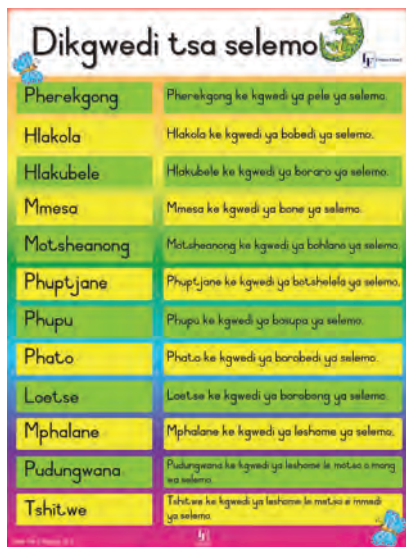 Dikgwedi tsa selemo
Pherekgong
Pherekgong ke kgwedi ya pele ya selemo.
Hlakola
Hlakola ke kgwedi ya bobedi ya selemo.
Hlakubele
Hlakubele ke kgwedi ya boraro ya selemo.
Mmesa
Mmesa ke kgwedi ya bone ya selemo.
Motsheanong
Motsheanong ke kgwedi ya bohlano ya selemo.
Phuptjane
Phuptjane ke kgwedi ya botshelela ya selemo.
Phupu
Phupu ke kgwedi ya bosupa ya selemo.
Phato
Phato ke kgwedi ya borobedi ya selemo.
Loetse
Loetse ke kgwedi ya borobong ya selemo.
Mphalane
Mphalane ke kgwedi ya leshome ya selemo.
Pudungwana
Pudungwana ke kgwedi ya leshome le motso o mong
wa selemo.
Tshitwe
Tshitwe ke kgwedi ya leshome le metso e mmedi
ya selemo.